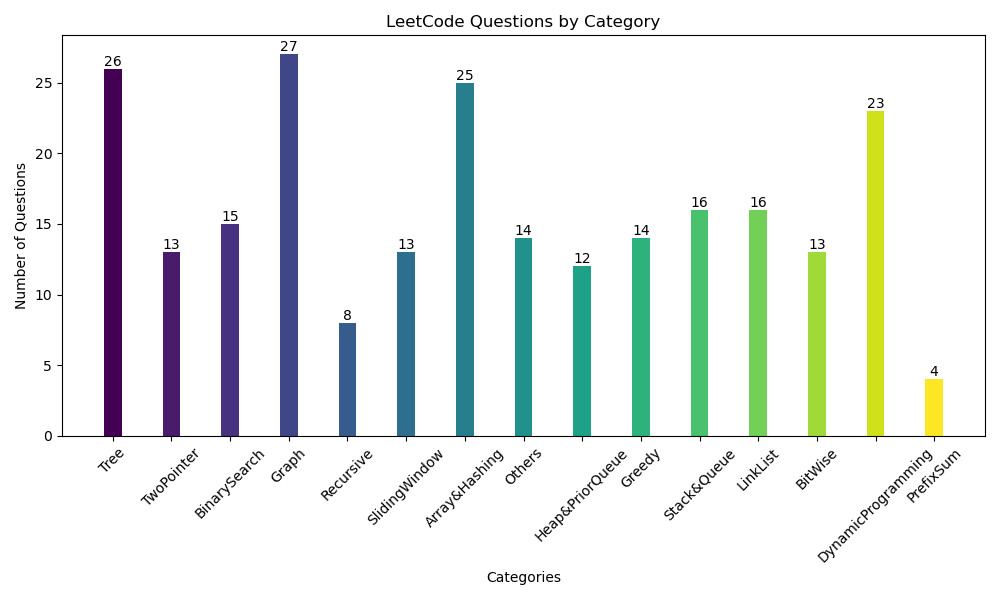 LeetCode Questions by Category
Number of Questions
25
20
15
10
5
0
26
13
15
27
8
13
25
14
12
14
16
16
13
23
4
Tree
TwoPointer
BinarySearch
Graph
Recursive
SlidingWindow
Array&Hashing
Others
Heap&PriorQueue
Greedy
Stack&Queue
LinkList
BitWise
DynamicProgramming
PrefixSum
Categories